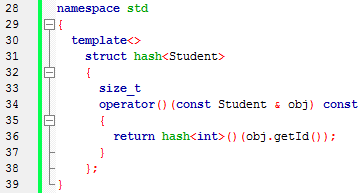 28 namespace std
29 {
30 template<>
31 struct hash<Student>
32 {
33 size_t
34 operator()(const Student & obj) const
35 {
36 return hash<int>()(obj.getId());
37 }
38 };
39 }